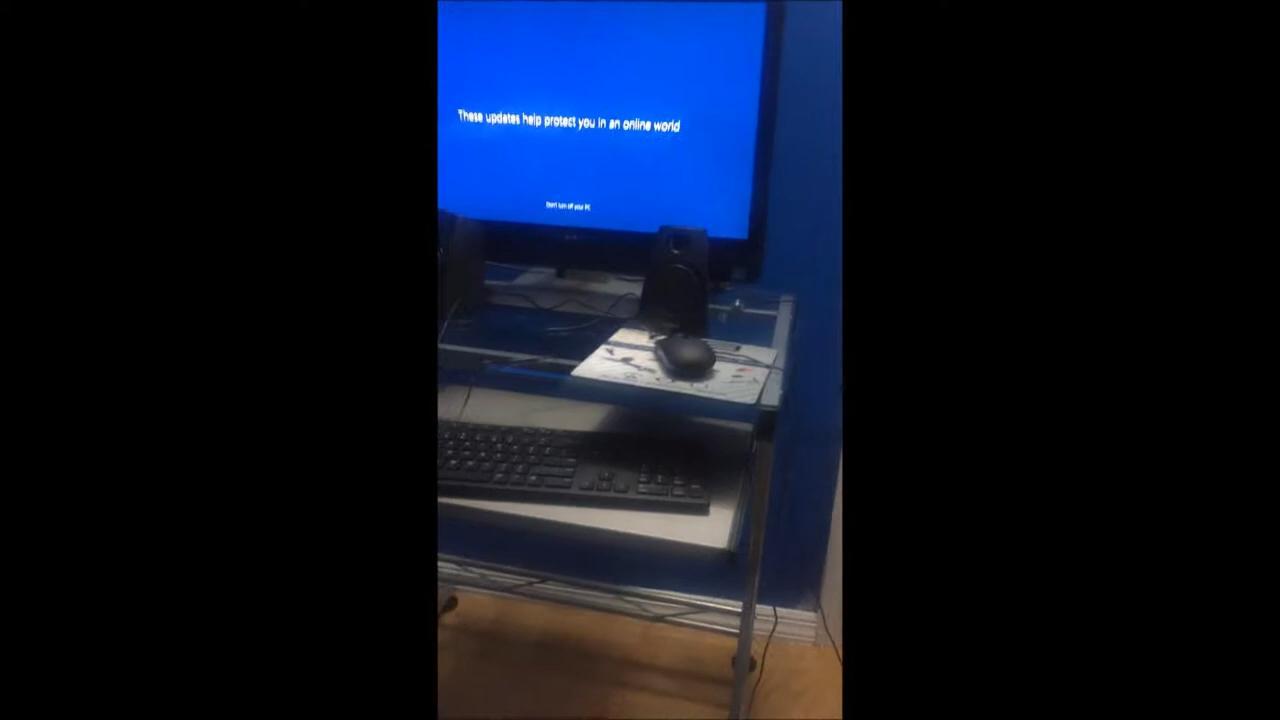 These updates help protect you in an online world
Don't turn off your PC